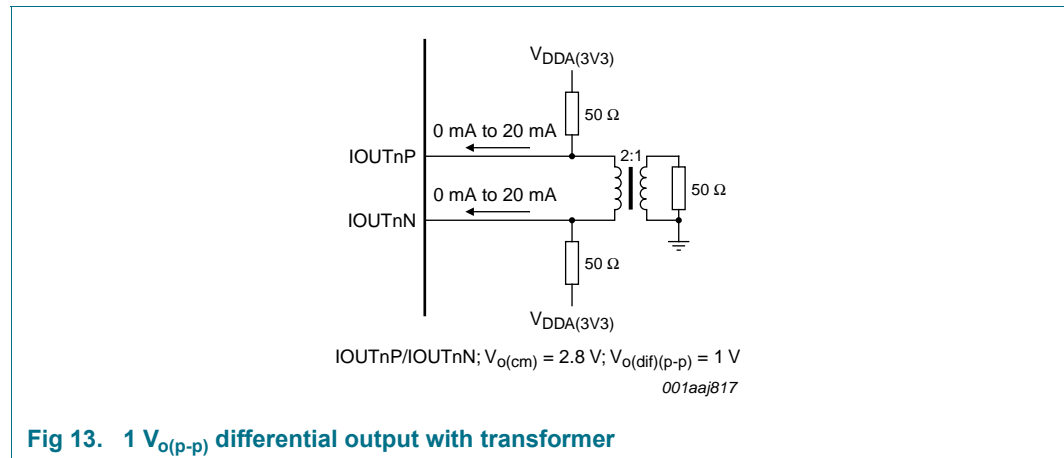 VDDA(3V3)
50 Ω
0 mA to 20 mA
IOUTnP
2:1
50 Ω
0 mA to 20 mA
IOUTnN
50 Ω
VDDA(3V3)
IOUTnP/IOUTnN; Vo(cm) = 2.8 V; Vo(dif)(p-p) = 1 V
001aaj817
Fig 13. 1 Vo(p-p) differential output with transformer